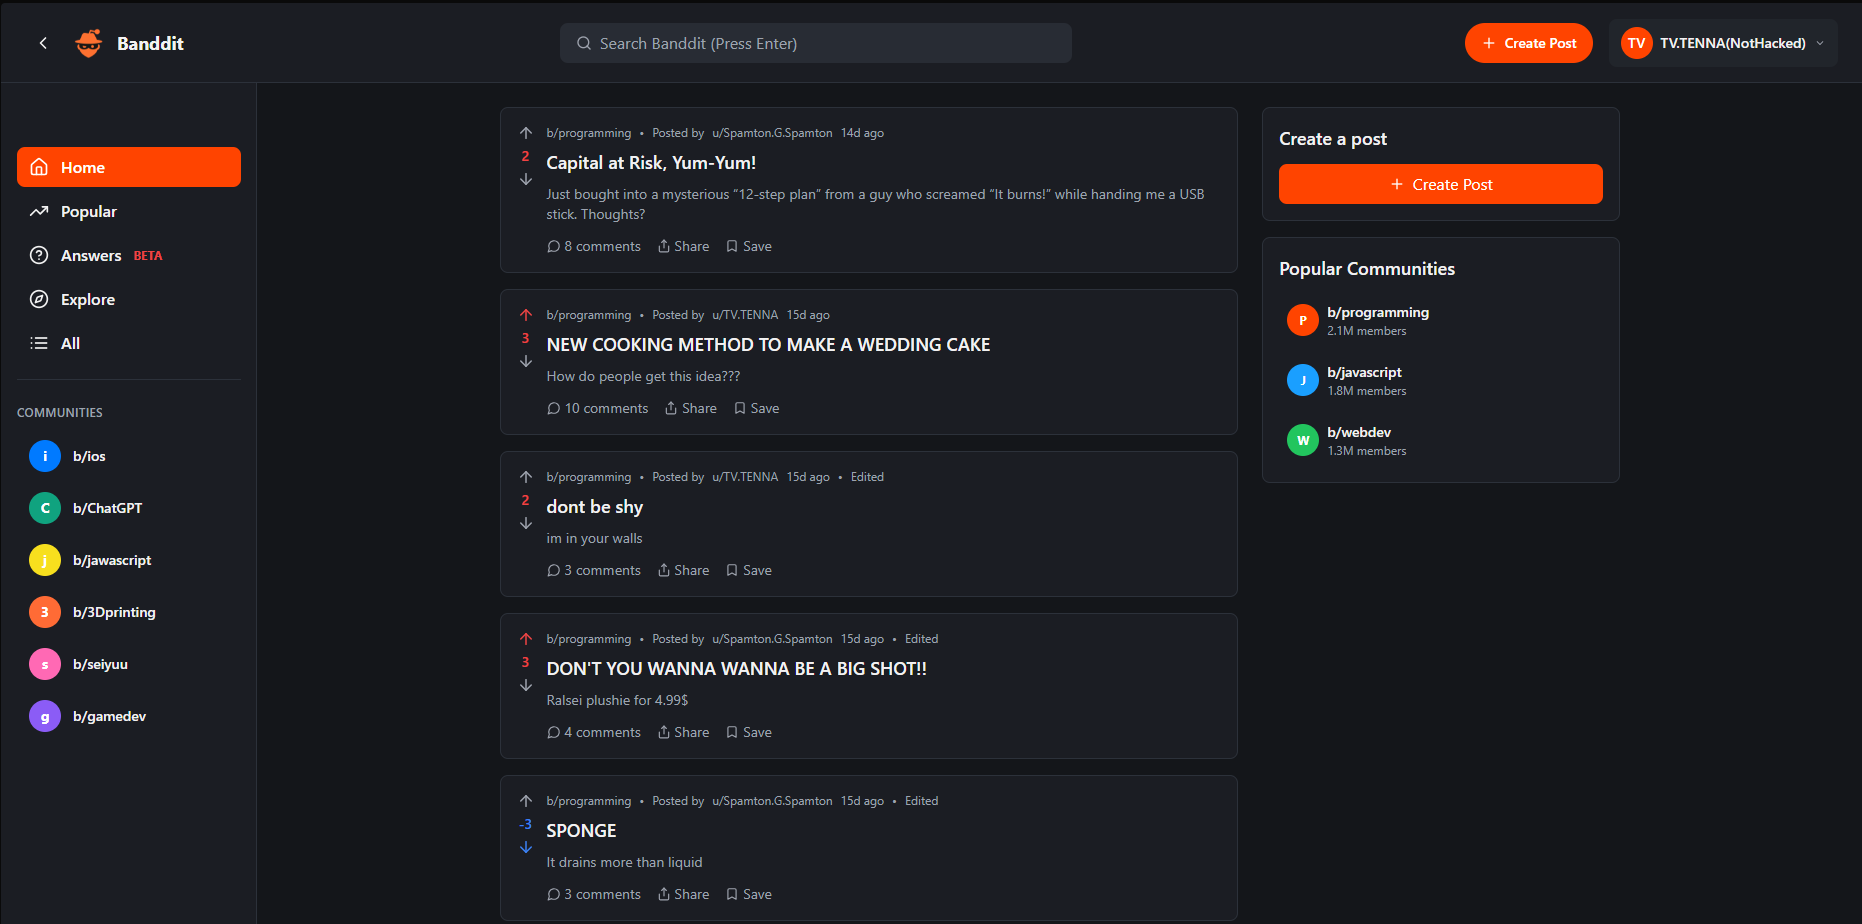 Banddit
Search Banddit (Press Enter)
+ Create Post
TV
TV.TENNA(NotHacked)
Home
Popular
Answers BETA
Explore
All
COMMUNITIES
i b/ios
C b/ChatGPT
j b/jawascript
3 b/3Dprinting
s b/seiyuu
g b/gamedev
b/programming • Posted by u/Spamton.G.Spamton 14d ago
2
Capital at Risk, Yum-Yum!
Just bought into a mysterious “12-step plan” from a guy who screamed “It burns!” while handing me a USB
stick. Thoughts?
8 comments Share Save
b/programming • Posted by u/TV.TENNA 15d ago
3
NEW COOKING METHOD TO MAKE A WEDDING CAKE
How do people get this idea???
10 comments Share Save
b/programming • Posted by u/TV.TENNA 15d ago • Edited
2
dont be shy
im in your walls
3 comments Share Save
b/programming • Posted by u/Spamton.G.Spamton 15d ago • Edited
3
DON'T YOU WANNA WANNA BE A BIG SHOT!!
Ralsei plushie for 4.99$
4 comments Share Save
b/programming • Posted by u/Spamton.G.Spamton 15d ago • Edited
-3
SPONGE
It drains more than liquid
3 comments Share Save
Create a post
+ Create Post
Popular Communities
P
b/programming
2.1M members
J
b/javascript
1.8M members
W
b/webdev
1.3M members